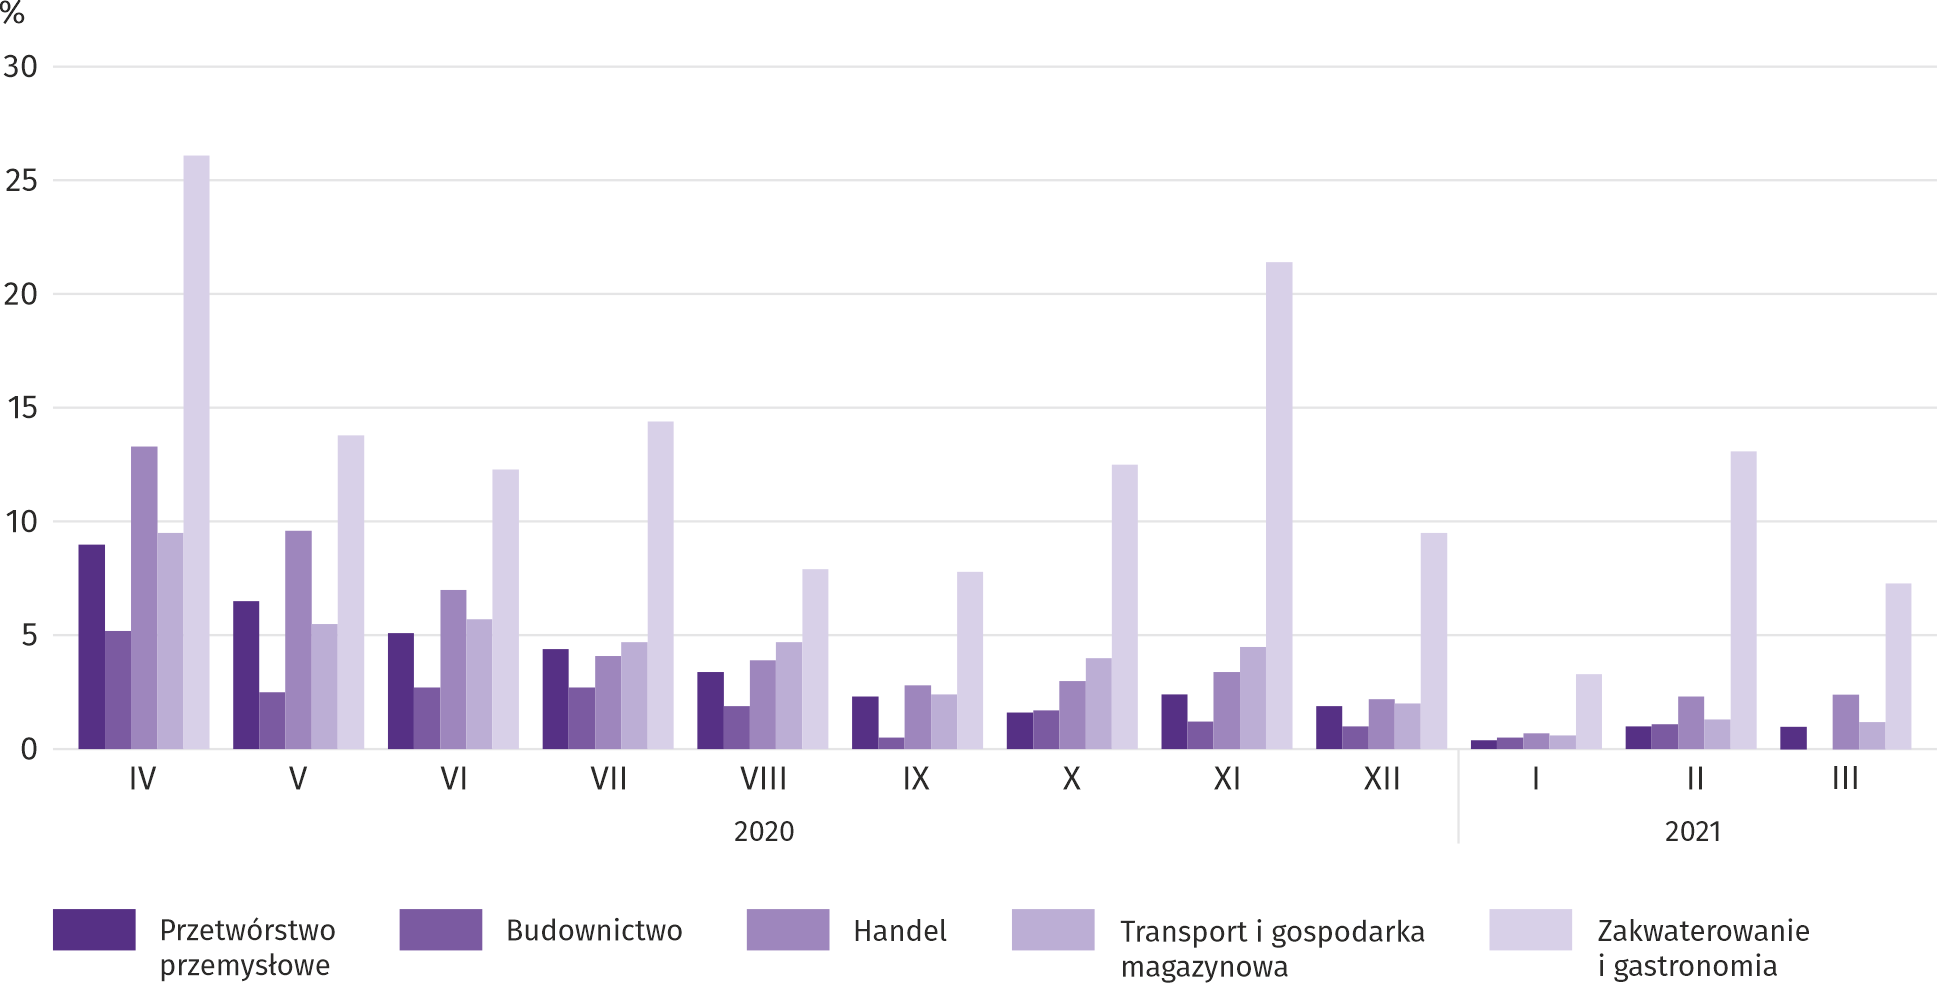 %
30
25
20
15
10
5
0
IV V VI VII VIII IX X XI XII I II III
2020 2021
Przetwórstwo
przemysłowe
Budownictwo
Handel
Transport i gospodarka
magazynowa
Zakwaterowanie
i gastronomia